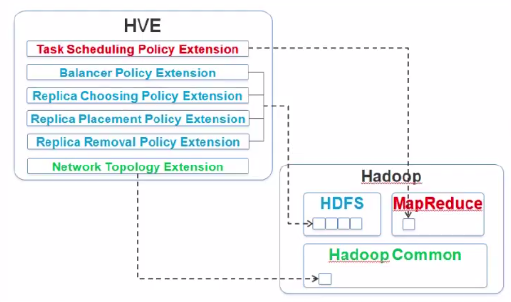 HVE
Task Scheduling Policy Extension
Balancer Policy Extension
Replica Choosing Policy Extension
Replica Placement Policy Extension
Replica Removal Policy Extension
Network Topology Extension
Hadoop
HDFS
MapReduce
Hadoop Common